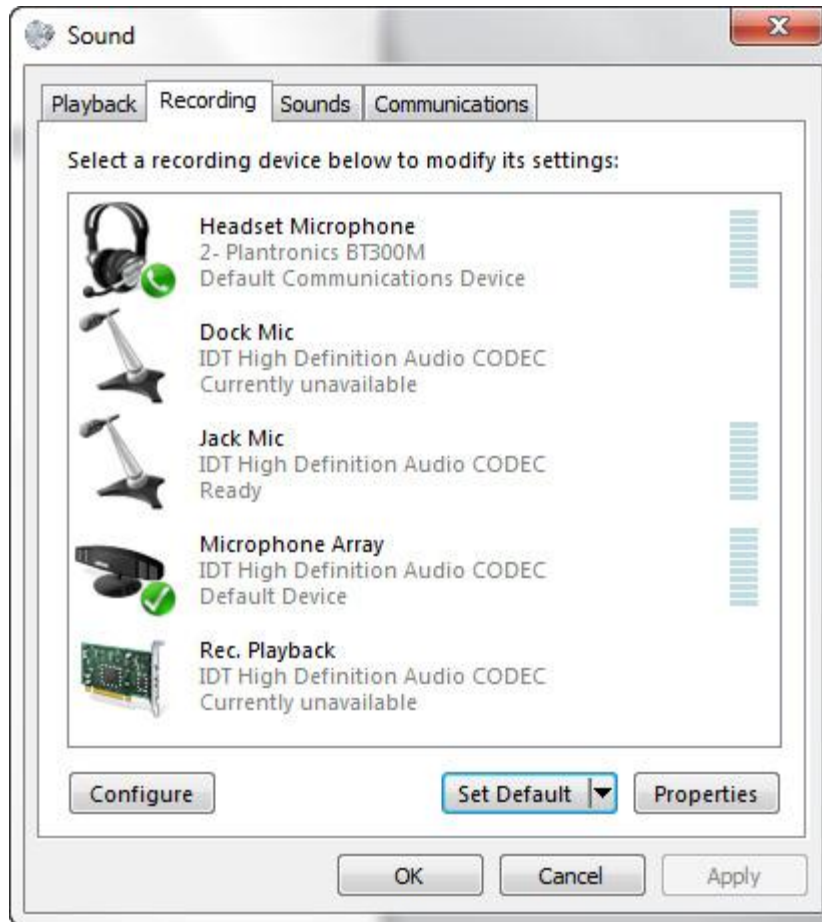 Sound
Playback Recording Sounds Communications
Select a recording device below to modify its settings:
Headset Microphone
2- Plantronics BT300M
Default Communications Device
Dock Mic
IDT High Definition Audio CODEC
Currently unavailable
Jack Mic
IDT High Definition Audio CODEC
Ready
Microphone Array
IDT High Definition Audio CODEC
Default Device
Rec. Playback
IDT High Definition Audio CODEC
Currently unavailable
Configure Set Default Properties
OK Cancel Apply